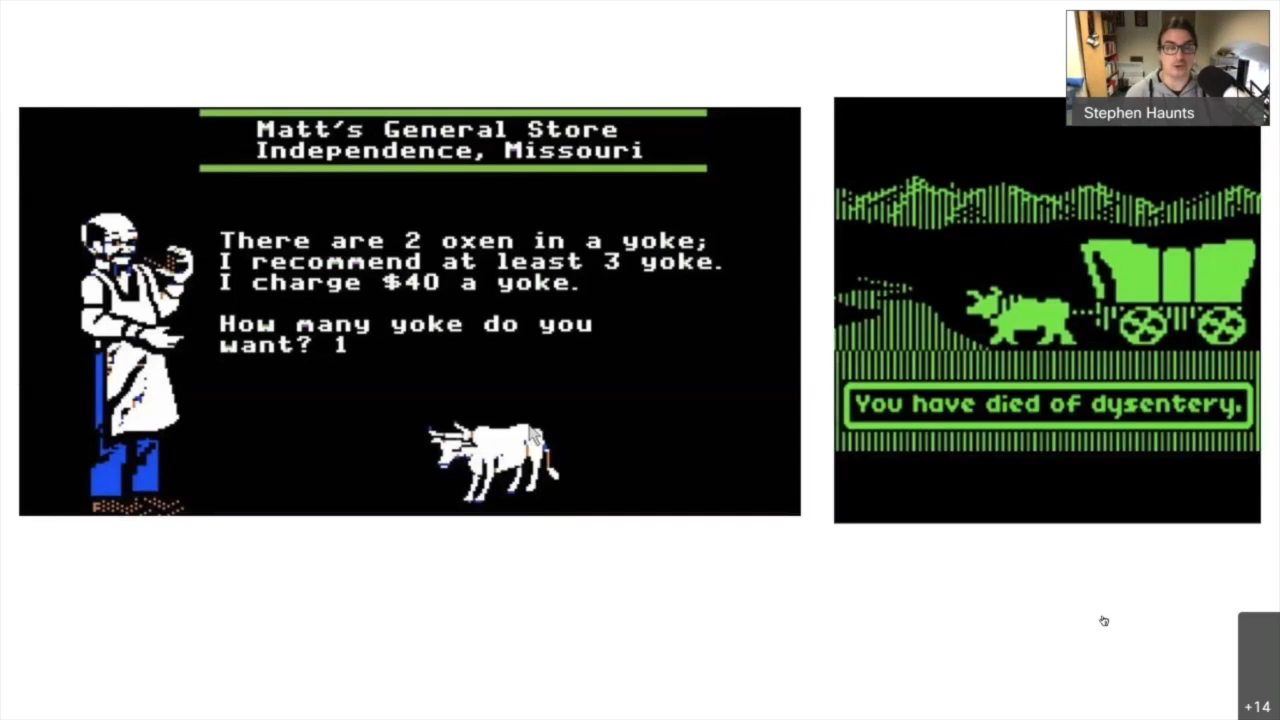 Matt's General Store
Independence, Missouri
There are 2 oxen in a yoke;
I recommend at least 3 yoke.
I charge $40 a yoke.
How many yoke do you
want? 1
Stephen Haunts
You have died of dysentery.
+14